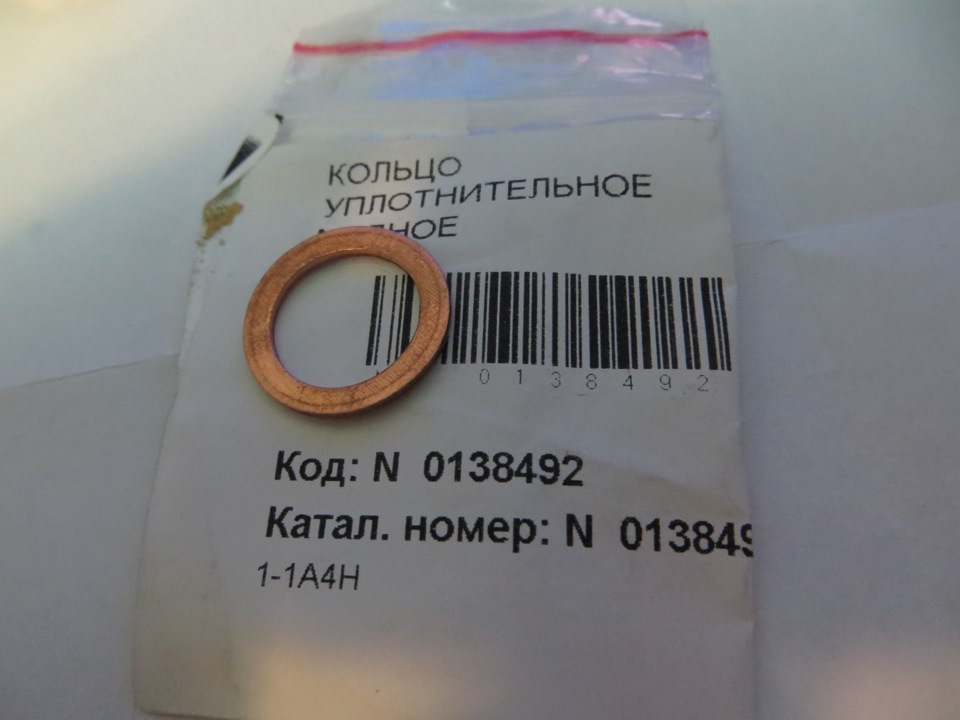 КОЛЬЦО
УПЛОТНИТЕЛЬНОЕ
0138492
Код: N 0138492
Катал. номер: N 013849
1-1A4H